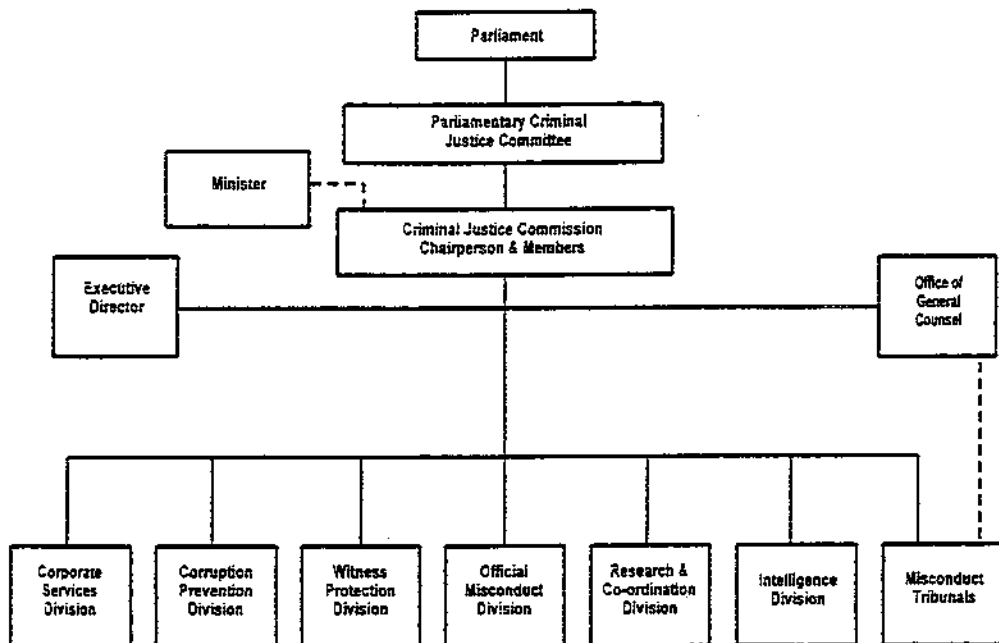 Parliament
Parliamentary Criminal
Justice Committee
Minister
Criminal Justice Commission
Chairperson & Members
Executive
Director
Office of
General
Counsel
Corporate
Services
Division
Corruption
Prevention
Division
Witness
Protection
Division
Official
Misconduct
Division
Research &
Co-ordination
Division
Intelligence
Division
Misconduct
Tribunals